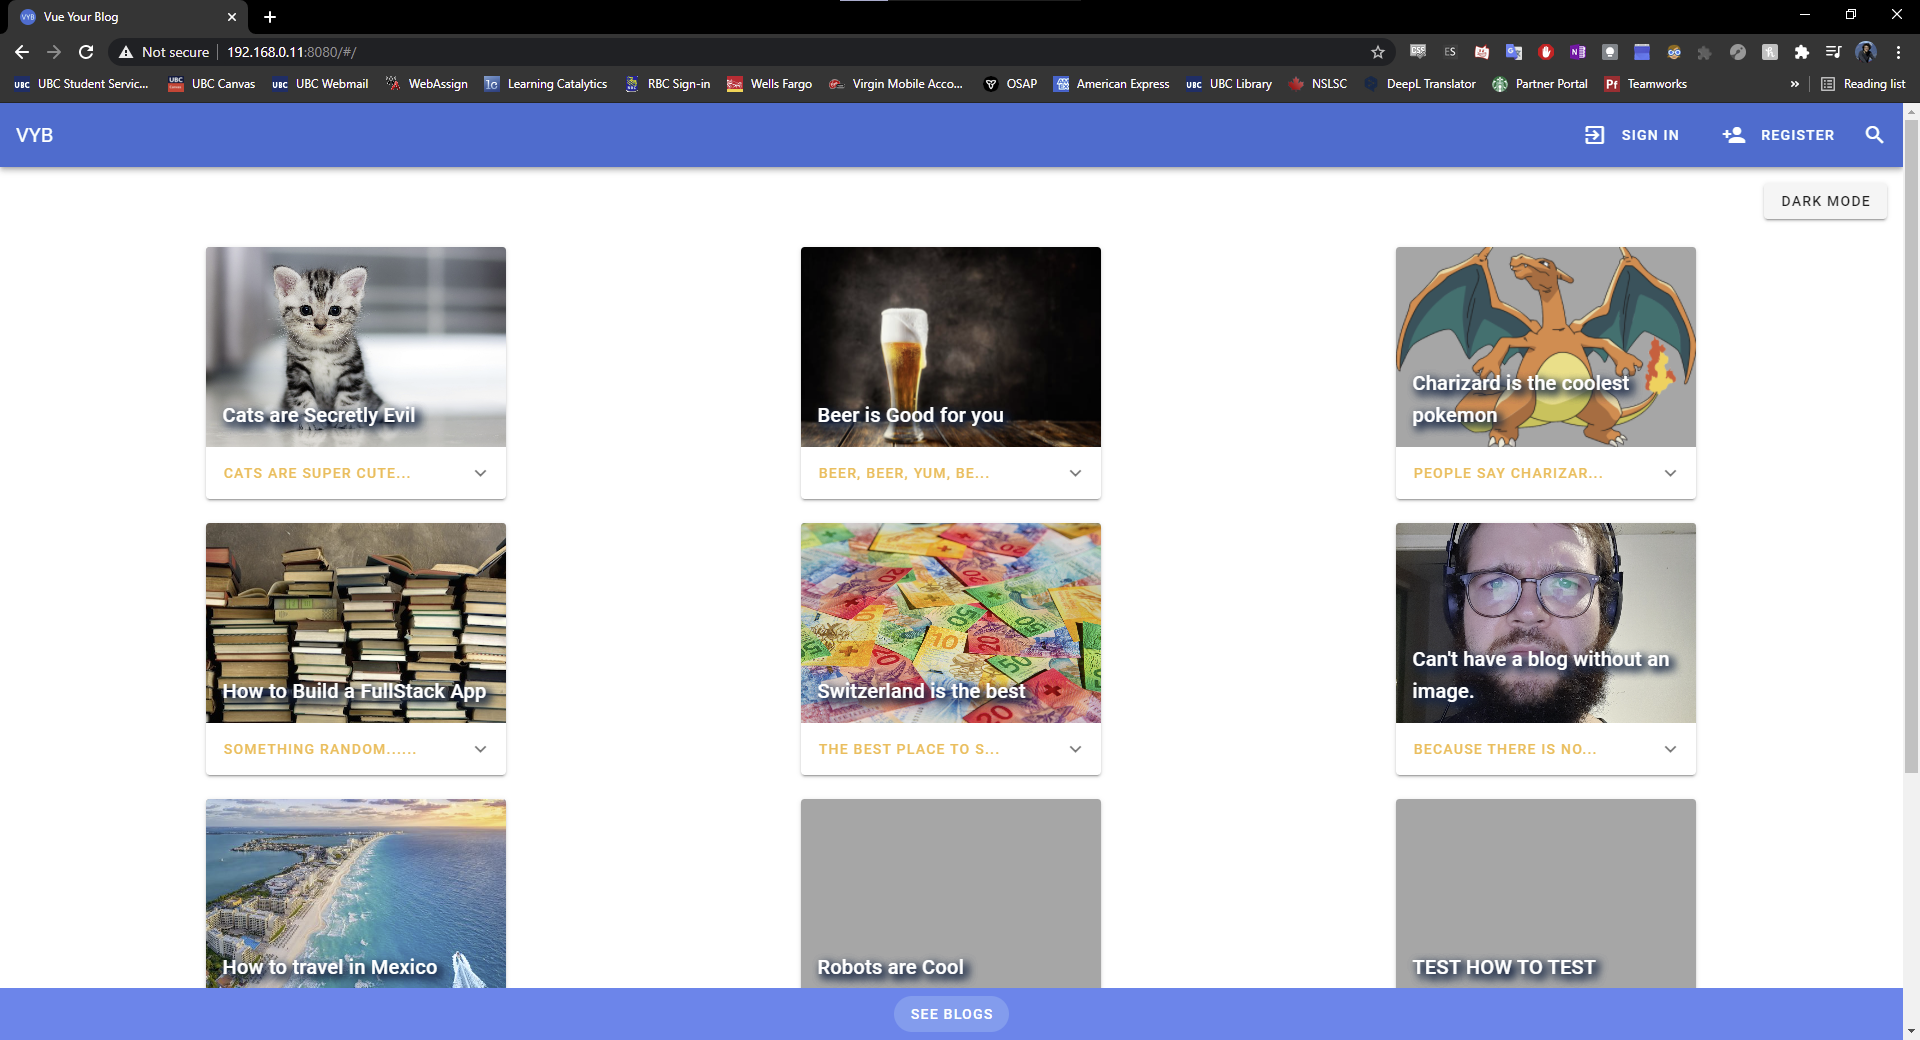 Vue Your Blog
Not secure
192.168.0.11:8080/#/
UBC Student Servic...
UBC Canvas
UBC Webmail
WebAssign
Learning Catalytics
RBC Sign-in
Wells Fargo
Virgin Mobile Acco...
OSAP
American Express
UBC Library
NSLSC
DeepL Translator
Partner Portal
Teamworks
Reading list
VYB
SIGN IN
REGISTER
DARK MODE
Cats are Secretly Evil
CATS ARE SUPER CUTE...
Beer is Good for you
BEER, BEER, YUM, BE...
Charizard is the coolest
pokemon
PEOPLE SAY CHARIZAR...
How to Build a FullStack App
SOMETHING RANDOM......
Switzerland is the best
THE BEST PLACE TO S...
Can't have a blog without an
image.
BECAUSE THERE IS NO...
How to travel in Mexico
Robots are Cool
TEST HOW TO TEST
SEE BLOGS